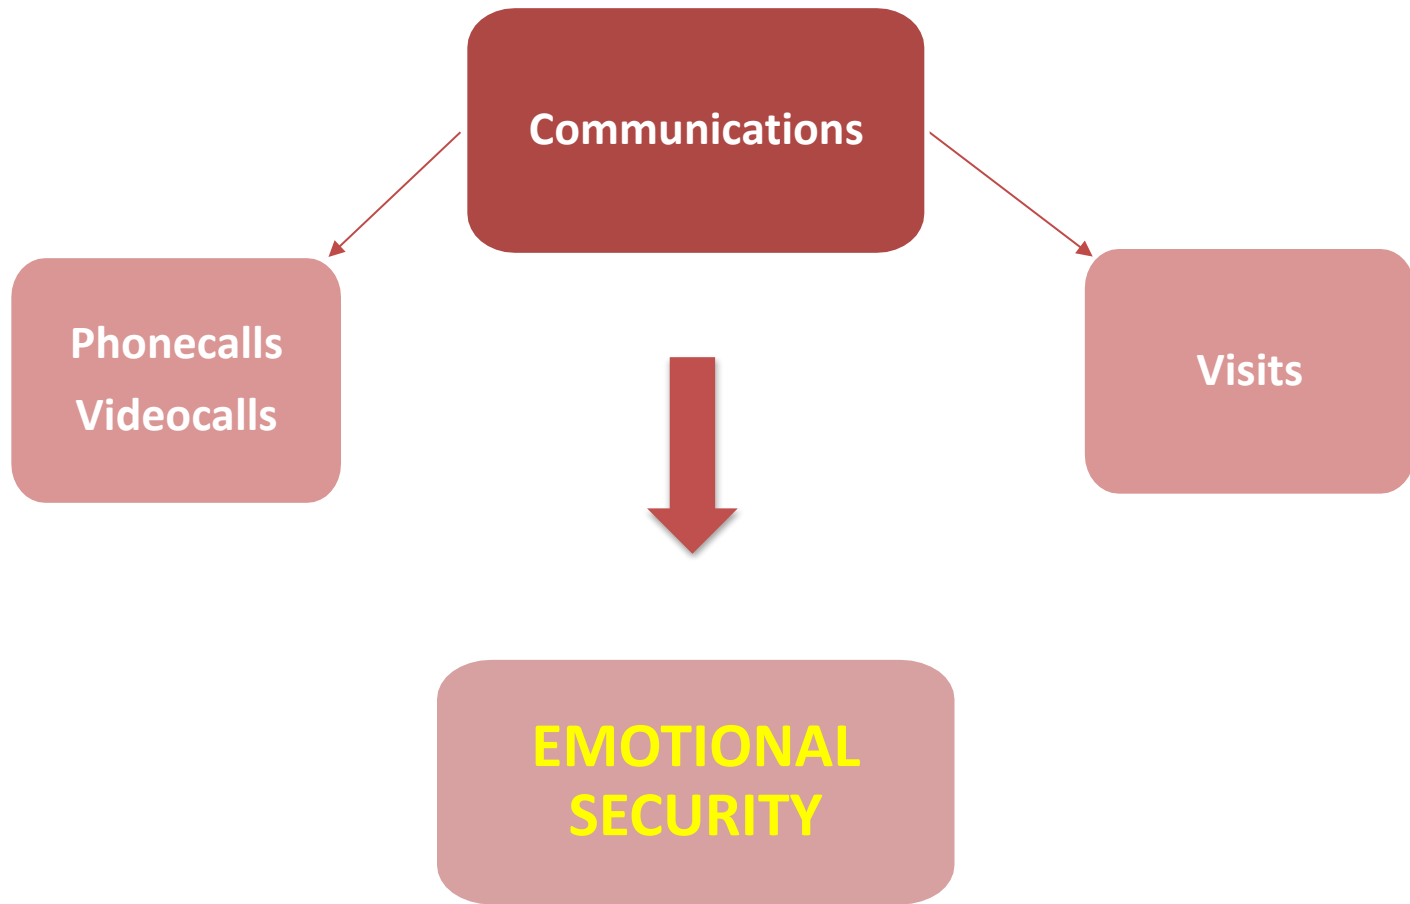 Communications
Phonecalls
Videocalls
Visits
EMOTIONAL
SECURITY